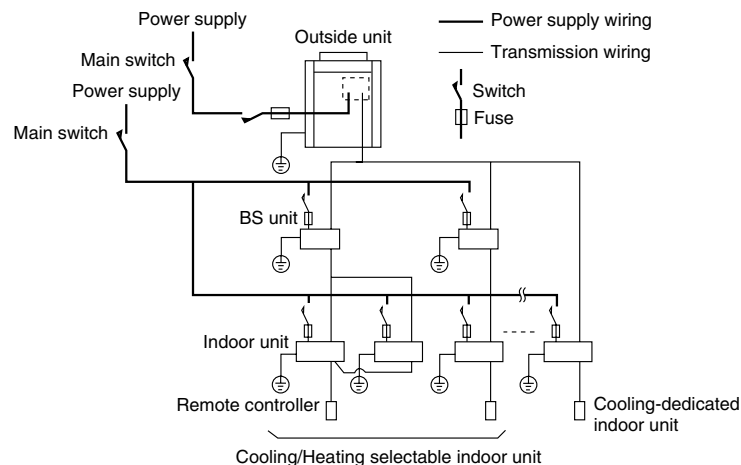 Power supply
Outside unit
Power supply wiring
Main switch
Transmission wiring
Power supply
Switch
Main switch
Fuse
BS unit
Indoor unit
Remote controller
Cooling-dedicated
indoor unit
Cooling/Heating selectable indoor unit